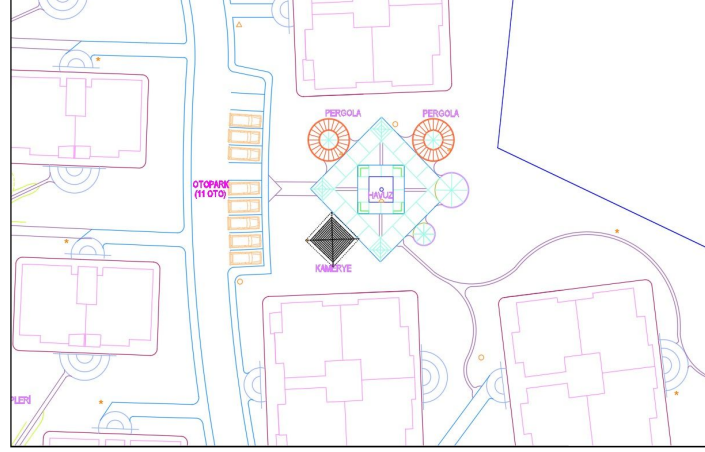 PERGOLA
PERGOLA
OTOPARK
(11 OTO)
HAVUZ
KAMERYE
PLERİ